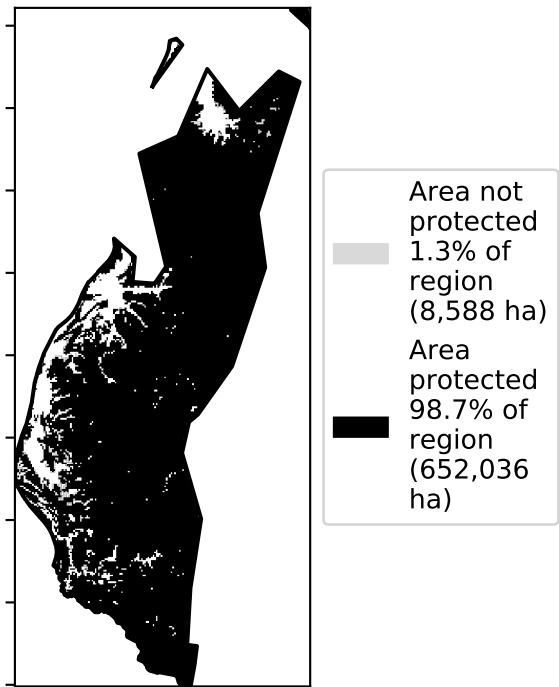 Area not
protected
1.3% of
region
(8,588 ha)
Area
protected
98.7% of
region
(652,036
ha)